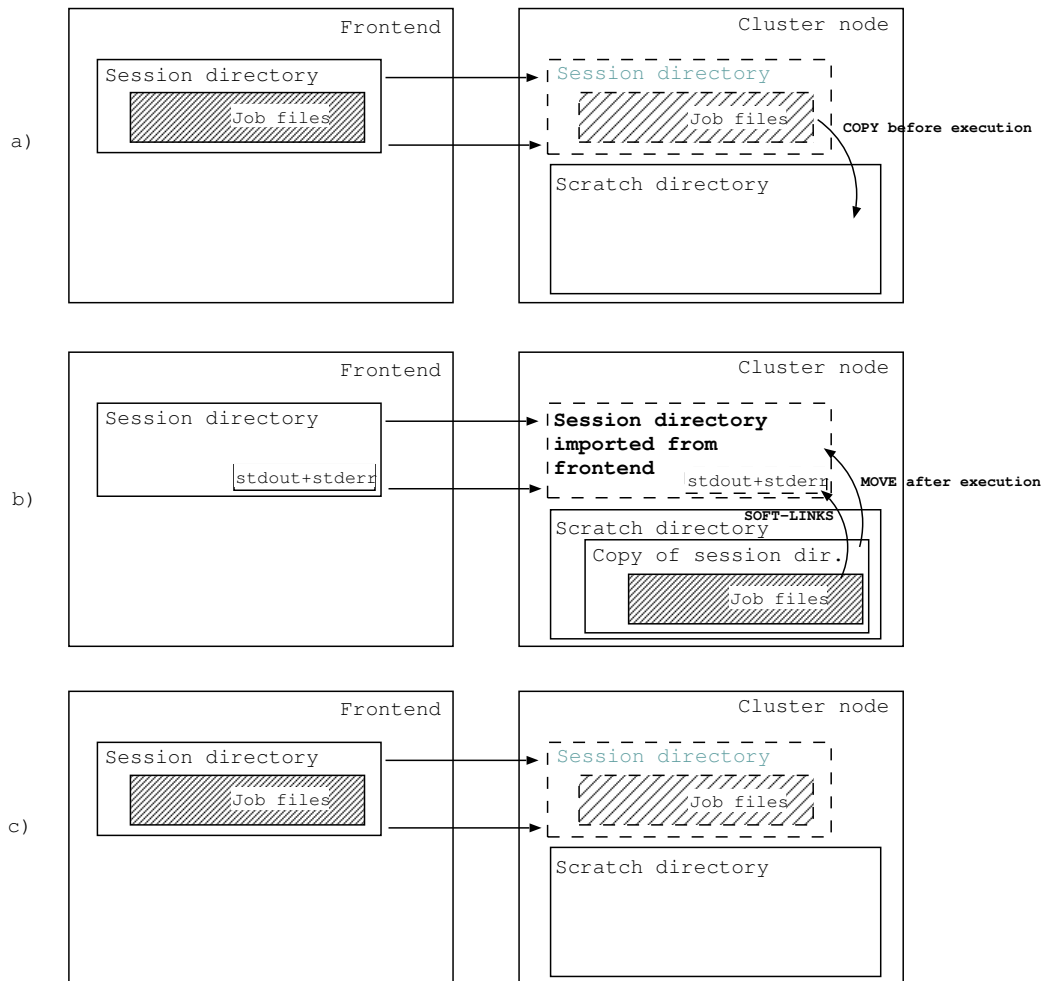 Frontend
Cluster node
Session directory
Session directory
Job files
Job files
a)
COPY before execution
Scratch directory
Frontend
Cluster node
Session directory
Session directory
imported from
frontend
stdout+stderr
stdout+stderr
MOVE after execution
b)
SOFT-LINKS
Scratch directory
Copy of session dir.
Job files
Frontend
Cluster node
Session directory
Session directory
Job files
Job files
c)
Scratch directory